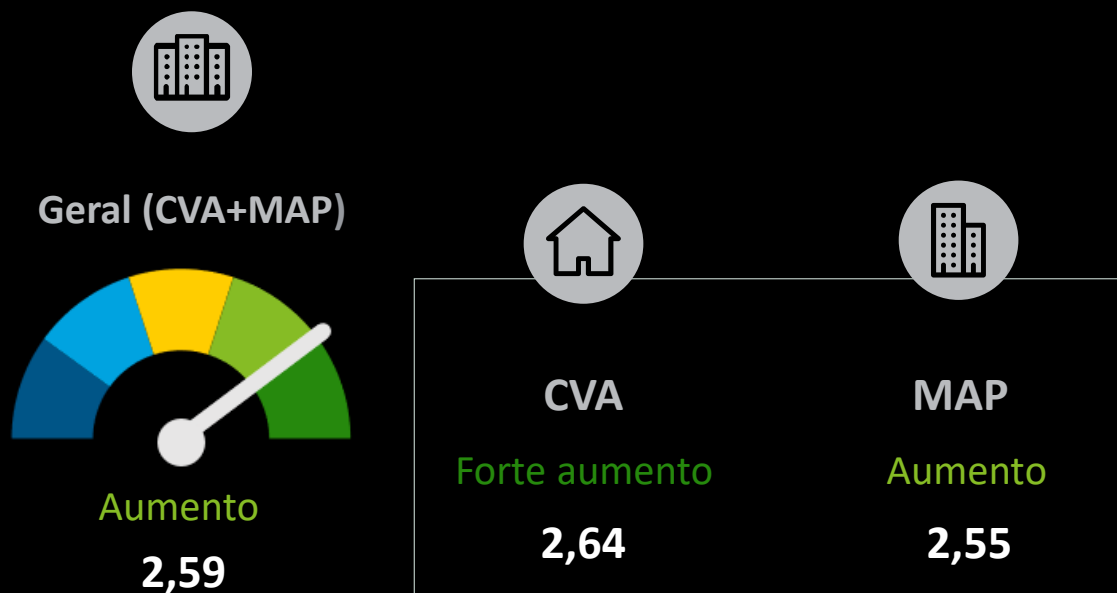 Geral (CVA+MAP)
Aumento
2,59
CVA
Forte aumento
2,64
MAP
Aumento
2,55